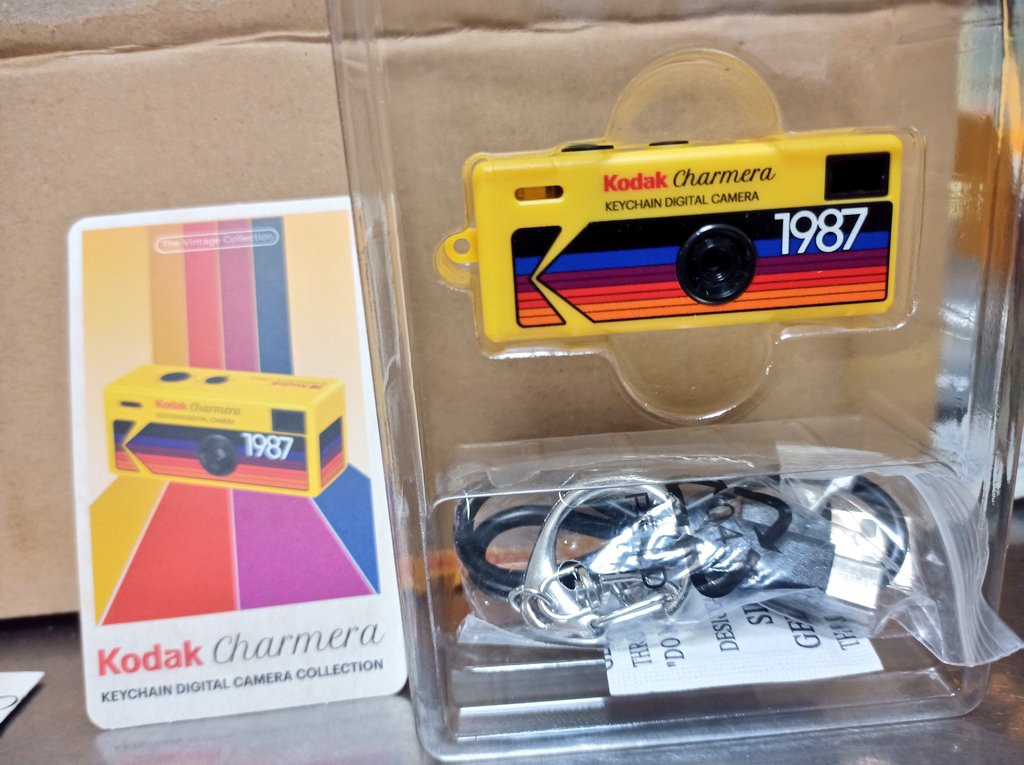 The Vintage Collection
Kodak Charmera
KEYCHAIN DIGITAL CAMERA
1987
Kodak Charmera
KEYCHAIN DIGITAL CAMERA COLLECTION
Kodak Charmera
KEYCHAIN DIGITAL CAMERA
1987
"DO